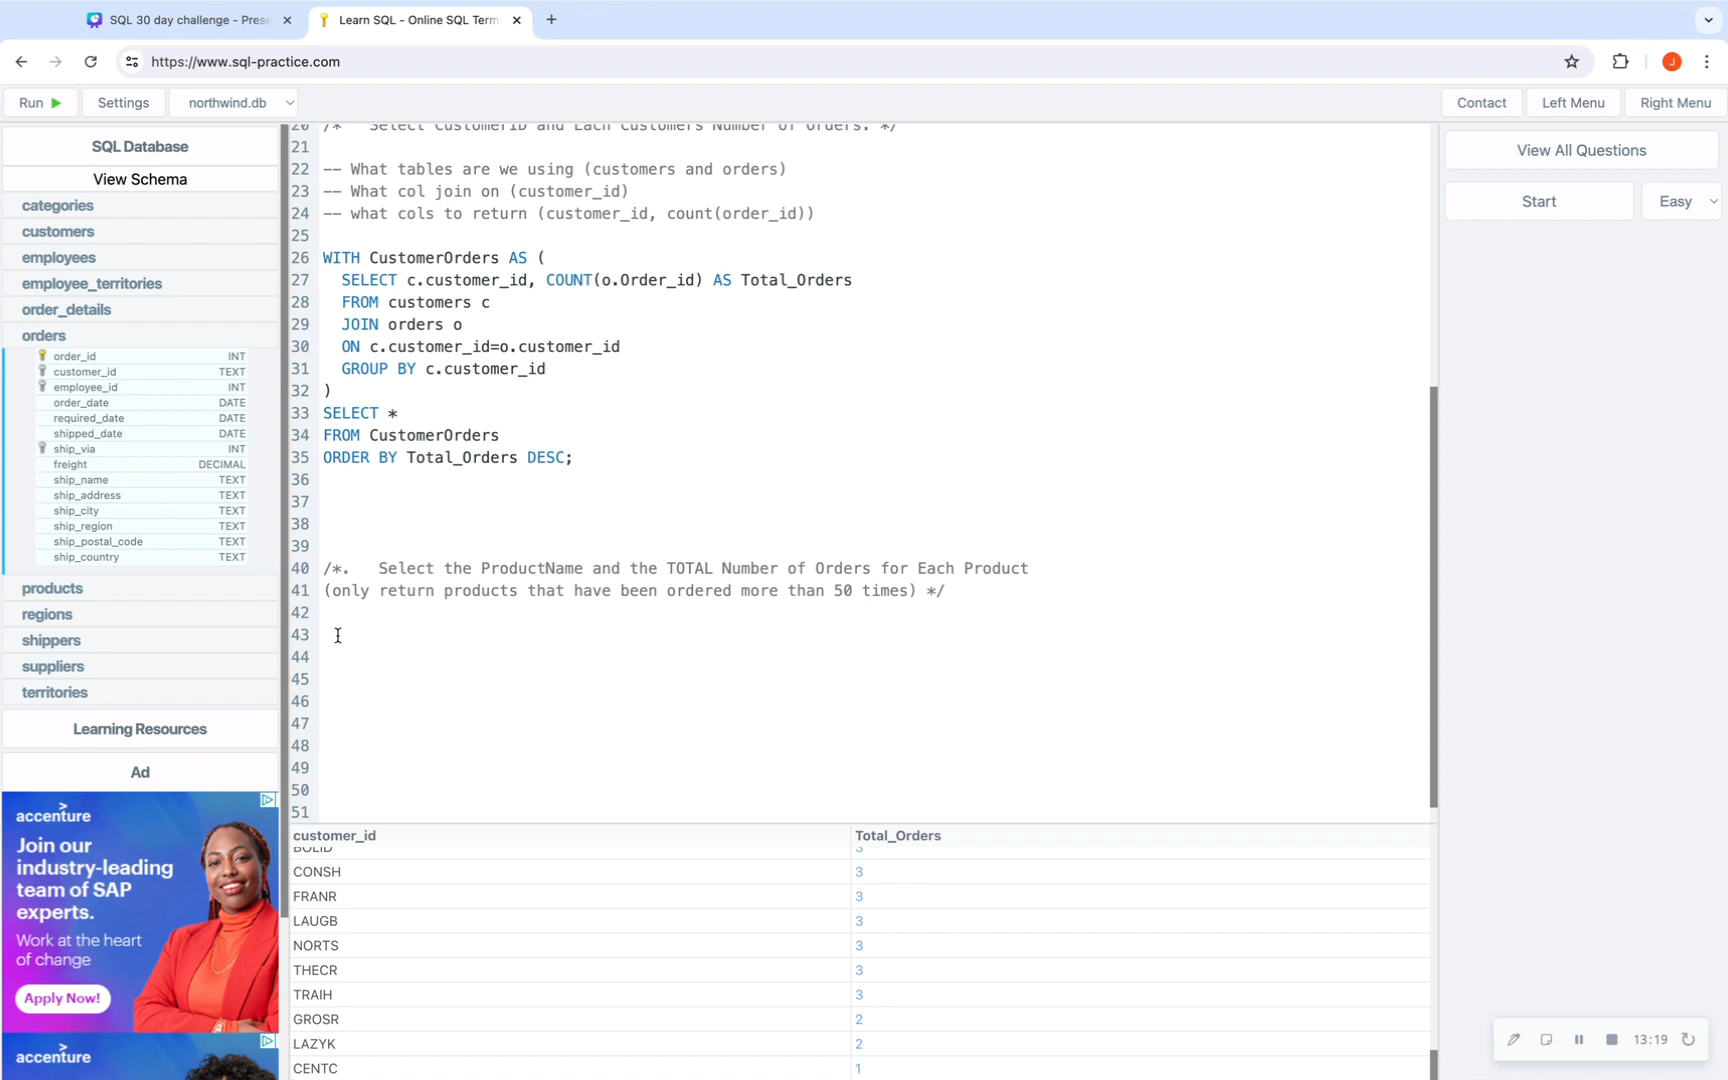 SQL 30 day challenge - Prese
Learn SQL - Online SQL Term
https://www.sql-practice.com
J
Run
Settings
northwind.db
Contact
Left Menu
Right Menu
SQL Database
View Schema
categories
customers
employees
employee_territories
order_details
orders
order_id INT
customer_id TEXT
employee_id INT
order_date DATE
required_date DATE
shipped_date DATE
ship_via INT
freight DECIMAL
ship_name TEXT
ship_address TEXT
ship_city TEXT
ship_region TEXT
ship_postal_code TEXT
ship_country TEXT
products
regions
shippers
suppliers
territories
Learning Resources
Ad
accenture
Join our
industry-leading
team of SAP
experts.
Work at the heart
of change
Apply Now!
accenture
20 /* Select CustomerID and Each Customers Number of Orders. */
21
22 -- What tables are we using (customers and orders)
23 -- What col join on (customer_id)
24 -- what cols to return (customer_id, count(order_id))
25
26 WITH CustomerOrders AS (
27 SELECT c.customer_id, COUNT(o.Order_id) AS Total_Orders
28 FROM customers c
29 JOIN orders o
30 ON c.customer_id=o.customer_id
31 GROUP BY c.customer_id
32 )
33 SELECT *
34 FROM CustomerOrders
35 ORDER BY Total_Orders DESC;
36
37
38
39
40 /*. Select the ProductName and the TOTAL Number of Orders for Each Product
41 (only return products that have been ordered more than 50 times) */
42
43
44
45
46
47
48
49
50
51
customer_id Total_Orders
BOLID 3
CONSH 3
FRANR 3
LAUGB 3
NORTS 3
THECR 3
TRAIH 3
GROSR 2
LAZYK 2
CENTC 1
View All Questions
Start
Easy
13:19